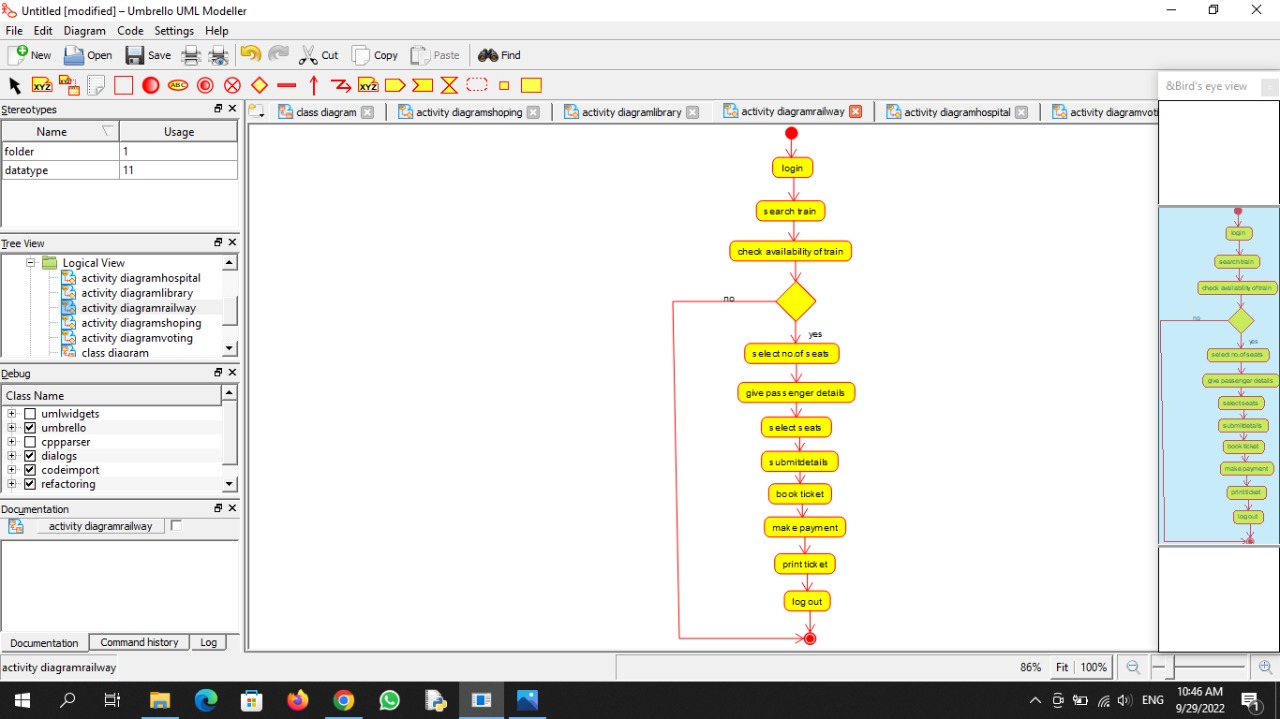 Untitled [modified] – Umbrello UML Modeller
File Edit Diagram Code Settings Help
New Open Save Cut Copy Paste Find
XYZ ABC XYZ
&Bird's eye view
Stereotypes
Name Usage
folder 1
datatype 11
Tree View
Logical View
activity diagramhospital
activity diagramlibrary
activity diagramrailway
activity diagramshoping
activity diagramvoting
class diagram
Debug
Class Name
umlwidgets
umbrello
cppparser
dialogs
codeimport
refactoring
Documentation
activity diagramrailway
Documentation Command history Log
class diagram activity diagramshoping activity diagramlibrary activity diagramrailway activity diagramhospital activity diagramvoti
login
search train
check availability of train
no
yes
select no.of seats
give passenger details
select seats
submitdetails
book ticket
make payment
print ticket
log out
login
search train
check availability of train
no
yes
select no.of seats
give passenger details
select seats
submitdetails
book ticket
make payment
print ticket
log out
activity diagramrailway
86% Fit 100%
ENG
10:46 AM
9/29/2022
1